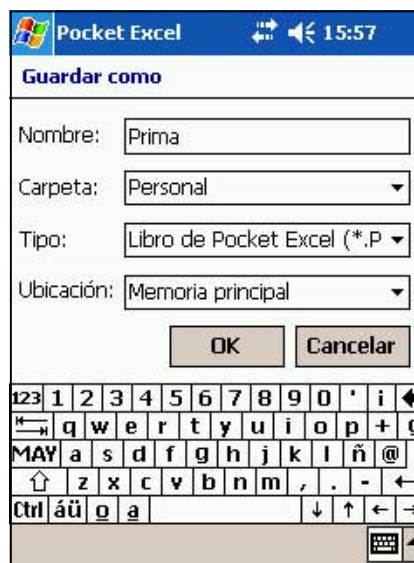 Pocket Excel 15:57
Guardar como
Nombre: Prima
Carpeta: Personal
Tipo: Libro de Pocket Excel (*.P
Ubicación: Memoria principal
OK Cancelar
123 1 2 3 4 5 6 7 8 9 0 ' i
q w e r t y u i o p + ç
MAY a s d f g h j k l ñ @
z x c v b n m , . - ←
Ctrl áü o a ↓ ↑ ← →